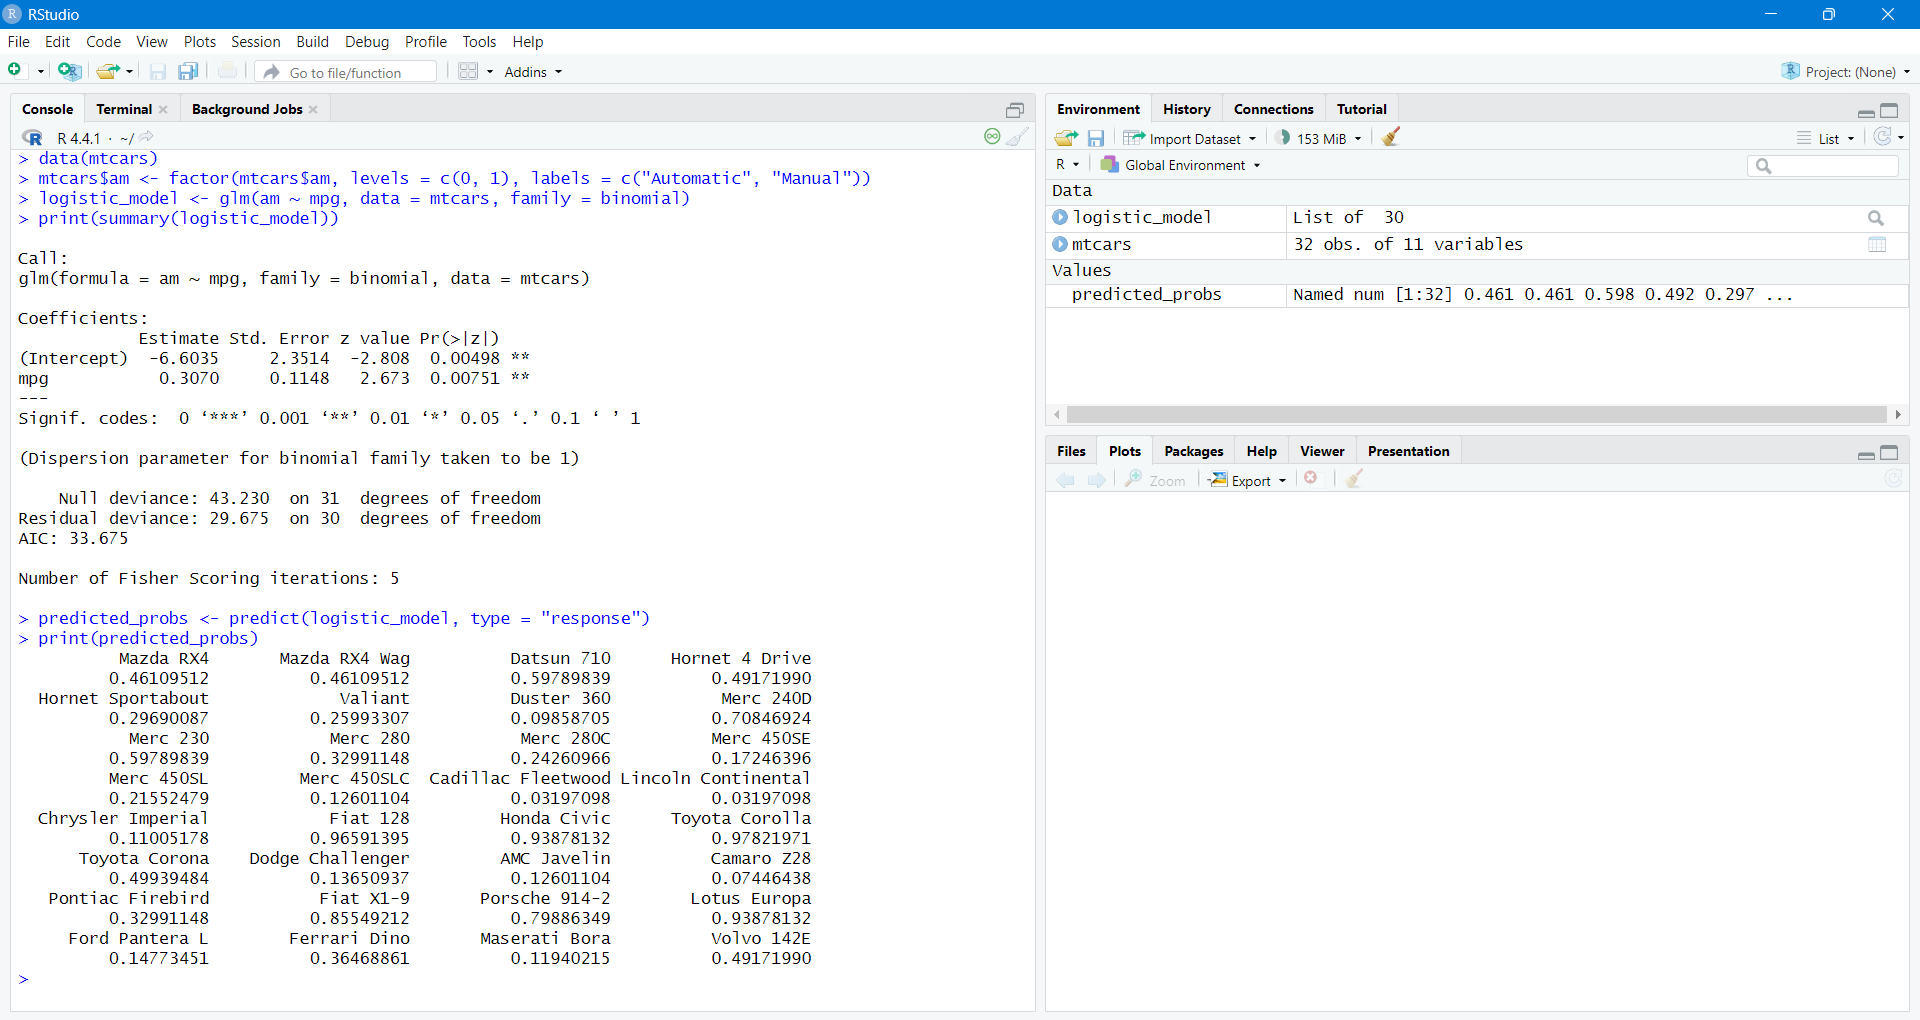 RStudio
File Edit Code View Plots Session Build Debug Profile Tools Help
Go to file/function Addins Project: (None)
Console Terminal Background Jobs
R 4.4.1 · ~/
> data(mtcars)
> mtcars$am <- factor(mtcars$am, levels = c(0, 1), labels = c("Automatic", "Manual"))
> logistic_model <- glm(am ~ mpg, data = mtcars, family = binomial)
> print(summary(logistic_model))
Call:
glm(formula = am ~ mpg, family = binomial, data = mtcars)
Coefficients:
Estimate Std. Error z value Pr(>|z|)
(Intercept) -6.6035 2.3514 -2.808 0.00498 **
mpg 0.3070 0.1148 2.673 0.00751 **
---
Signif. codes: 0 ‘***’ 0.001 ‘**’ 0.01 ‘*’ 0.05 ‘.’ 0.1 ‘ ’ 1
(Dispersion parameter for binomial family taken to be 1)
Null deviance: 43.230 on 31 degrees of freedom
Residual deviance: 29.675 on 30 degrees of freedom
AIC: 33.675
Number of Fisher Scoring iterations: 5
> predicted_probs <- predict(logistic_model, type = "response")
> print(predicted_probs)
Mazda RX4 Mazda RX4 Wag Datsun 710 Hornet 4 Drive
0.46109512 0.46109512 0.59789839 0.49171990
Hornet Sportabout Valiant Duster 360 Merc 240D
0.29690087 0.25993307 0.09858705 0.70846924
Merc 230 Merc 280 Merc 280C Merc 450SE
0.59789839 0.32991148 0.24260966 0.17246396
Merc 450SL Merc 450SLC Cadillac Fleetwood Lincoln Continental
0.21552479 0.12601104 0.03197098 0.03197098
Chrysler Imperial Fiat 128 Honda Civic Toyota Corolla
0.11005178 0.96591395 0.93878132 0.97821971
Toyota Corona Dodge Challenger AMC Javelin Camaro Z28
0.49939484 0.13650937 0.12601104 0.07446438
Pontiac Firebird Fiat X1-9 Porsche 914-2 Lotus Europa
0.32991148 0.85549212 0.79886349 0.93878132
Ford Pantera L Ferrari Dino Maserati Bora Volvo 142E
0.14773451 0.36468861 0.11940215 0.49171990
>
Environment History Connections Tutorial
Import Dataset 153 MiB List
R Global Environment
Data
logistic_model List of 30
mtcars 32 obs. of 11 variables
Values
predicted_probs Named num [1:32] 0.461 0.461 0.598 0.492 0.297 ...
Files Plots Packages Help Viewer Presentation
Zoom Export